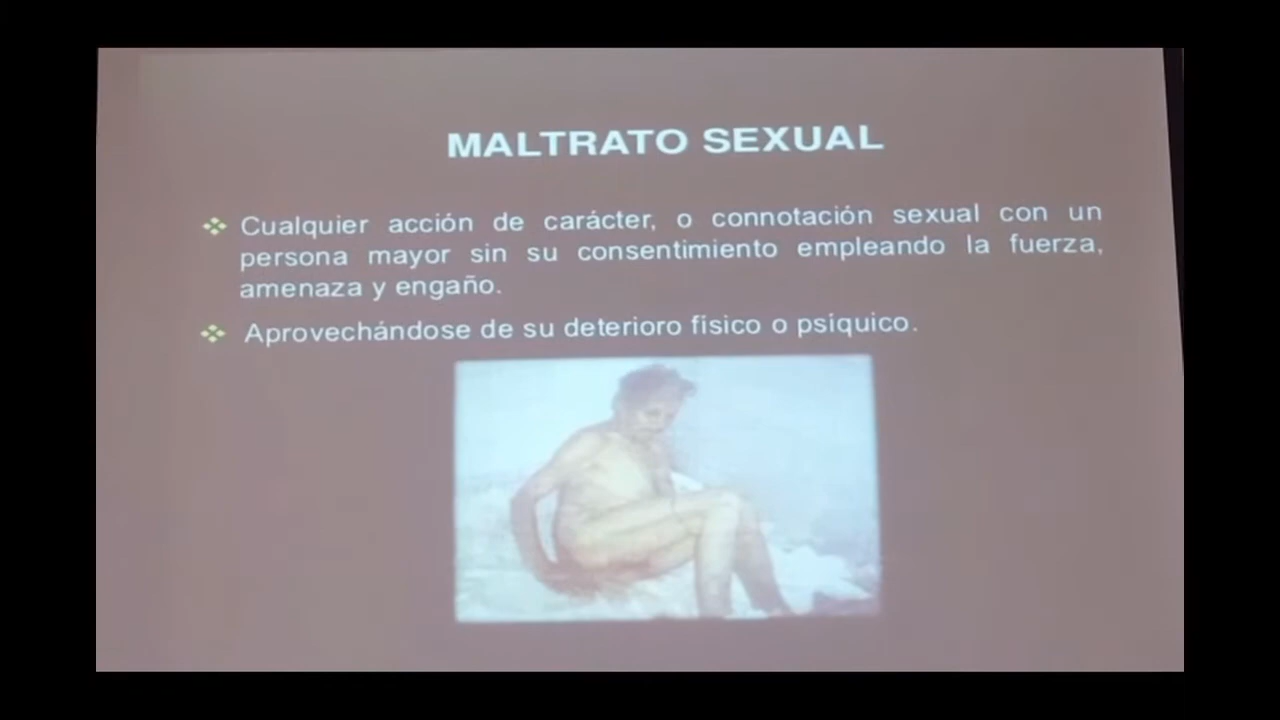 MALTRATO SEXUAL
Cualquier acción de carácter, o connotación sexual con un
persona mayor sin su consentimiento empleando la fuerza,
amenaza y engaño.
Aprovechándose de su deterioro físico o psíquico.